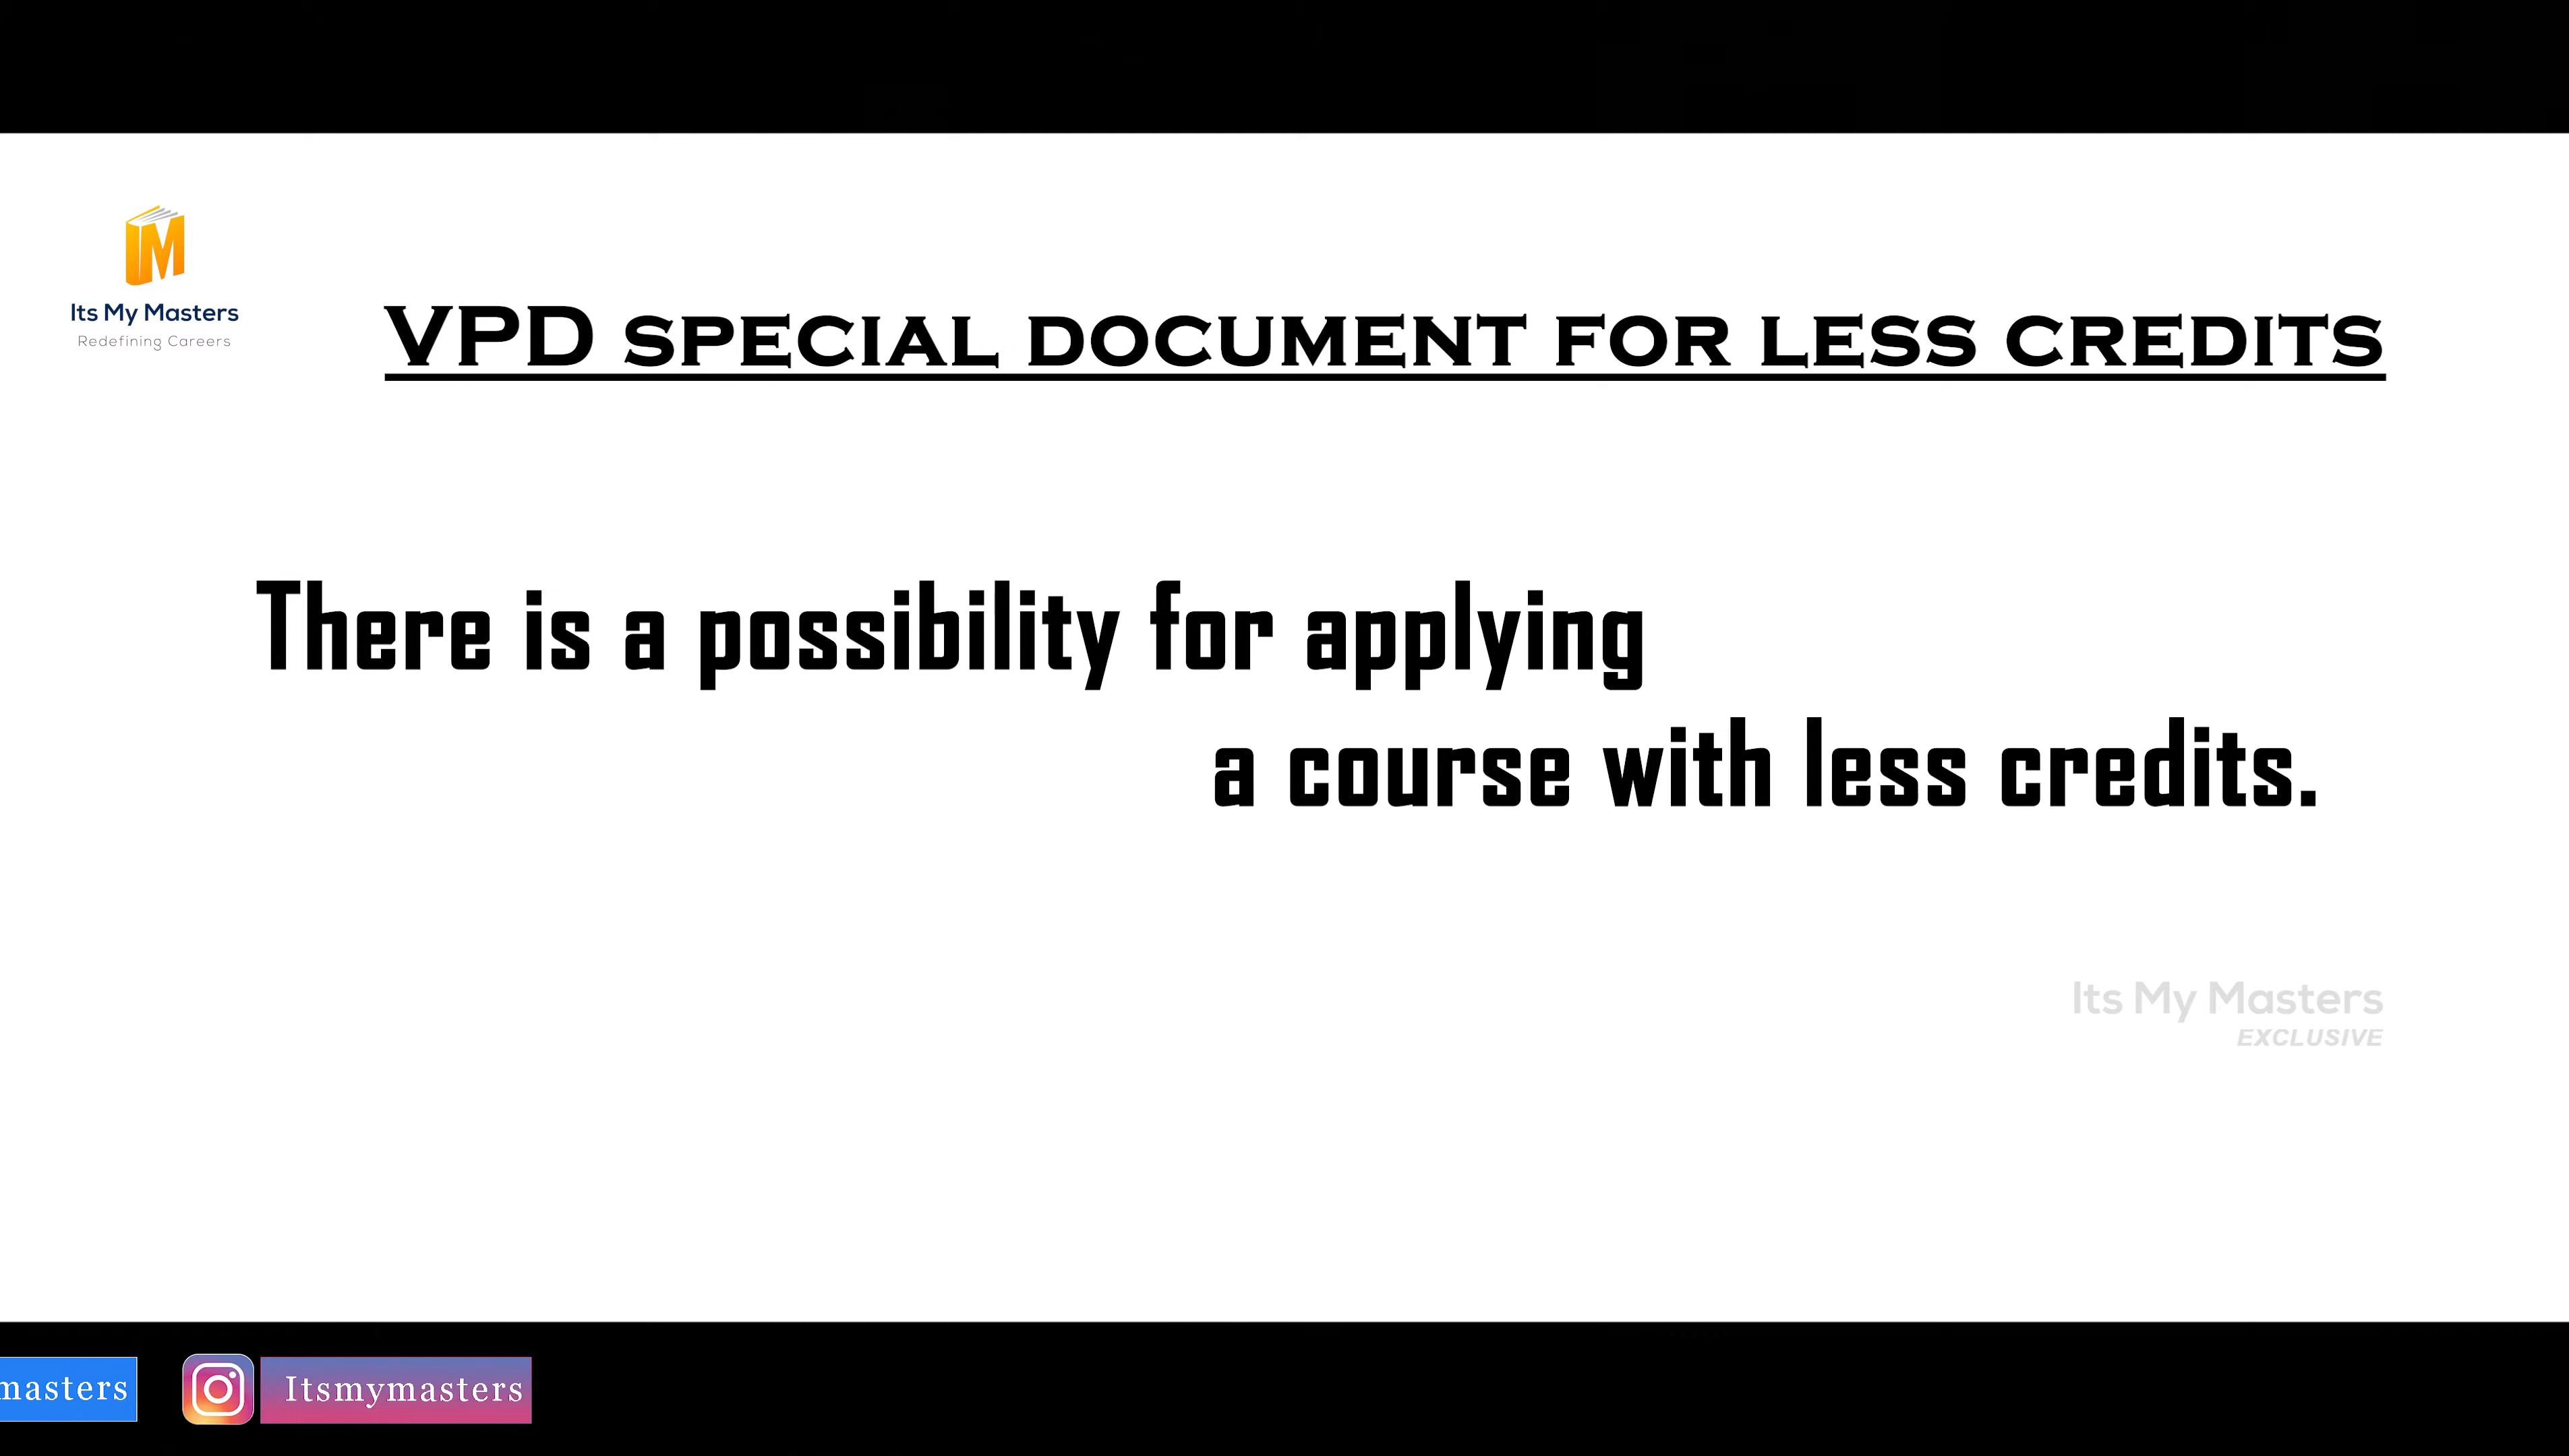 Its My Masters
Redefining Careers
VPD SPECIAL DOCUMENT FOR LESS CREDITS
There is a possibility for applying
a course with less credits.
Its My Masters
EXCLUSIVE
masters
Itsmymasters